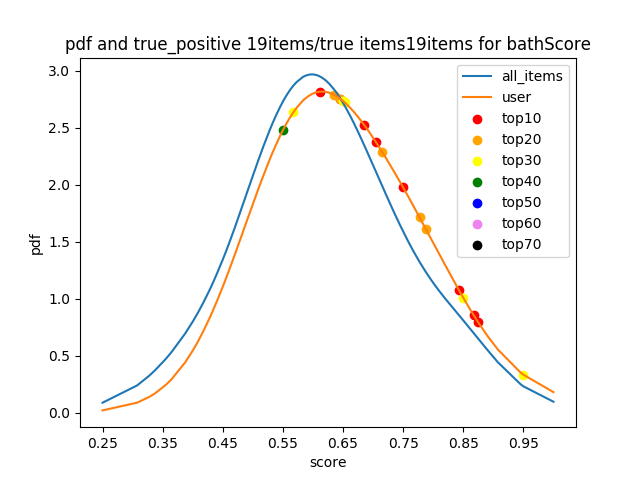 pdf and true_positive 19items/true items19items for bathScore
3.0
2.5
2.0
1.5
1.0
0.5
0.0
pdf
0.25 0.35 0.45 0.55 0.65 0.75 0.85 0.95
score
all_items
user
top10
top20
top30
top40
top50
top60
top70